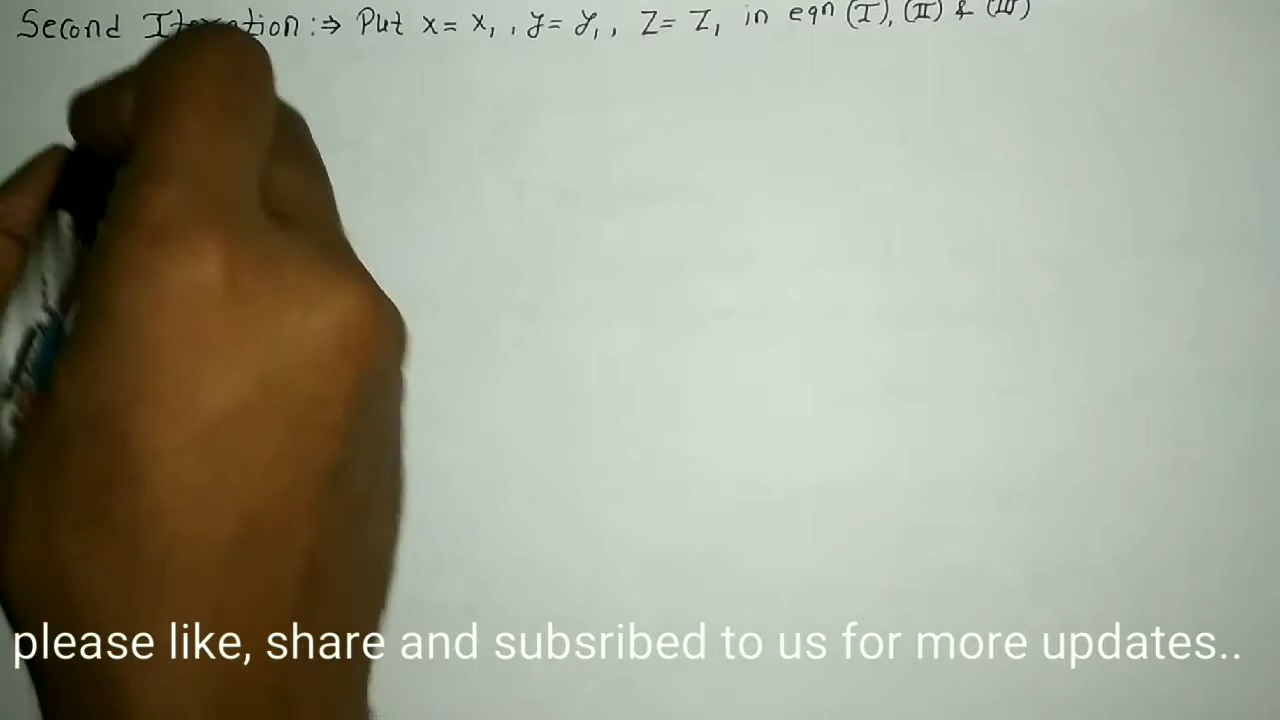 Second Iteration :⇒ Put x = x₁ , y = y₁ , z = z₁ in eqn (I), (II) & (III)
please like, share and subsribed to us for more updates..